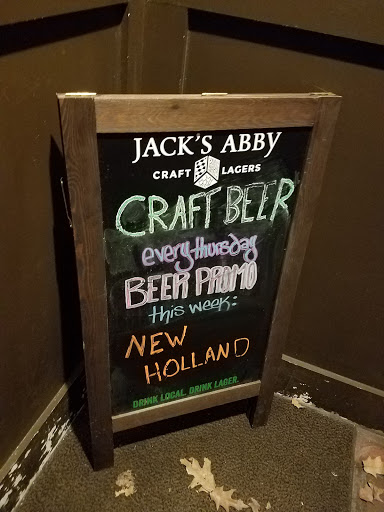 JACK'S ABBY
CRAFT LAGERS
CRAFT BEER
every thursday
BEER PROMO
this week:
NEW
HOLLAND
DRINK LOCAL. DRINK LAGER.